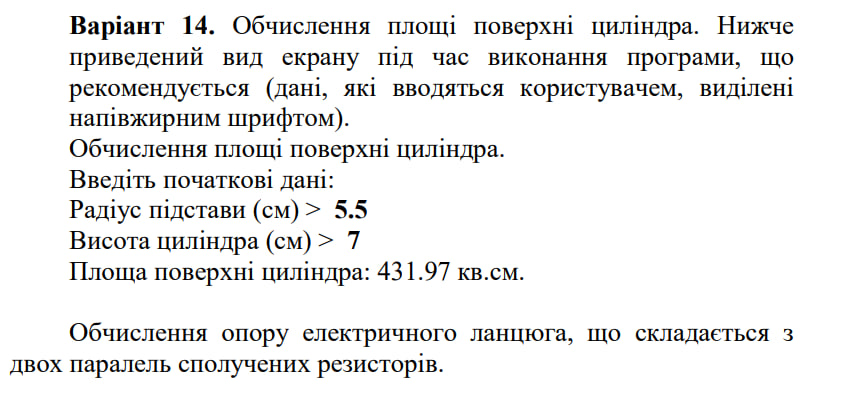 Варіант 14. Обчислення площі поверхні циліндра. Нижче
приведений вид екрану під час виконання програми, що
рекомендується (дані, які вводяться користувачем, виділені
напівжирним шрифтом).
Обчислення площі поверхні циліндра.
Введіть початкові дані:
Радіус підстави (см) > 5.5
Висота циліндра (см) > 7
Площа поверхні циліндра: 431.97 кв.см.
Обчислення опору електричного ланцюга, що складається з
двох паралель сполучених резисторів.